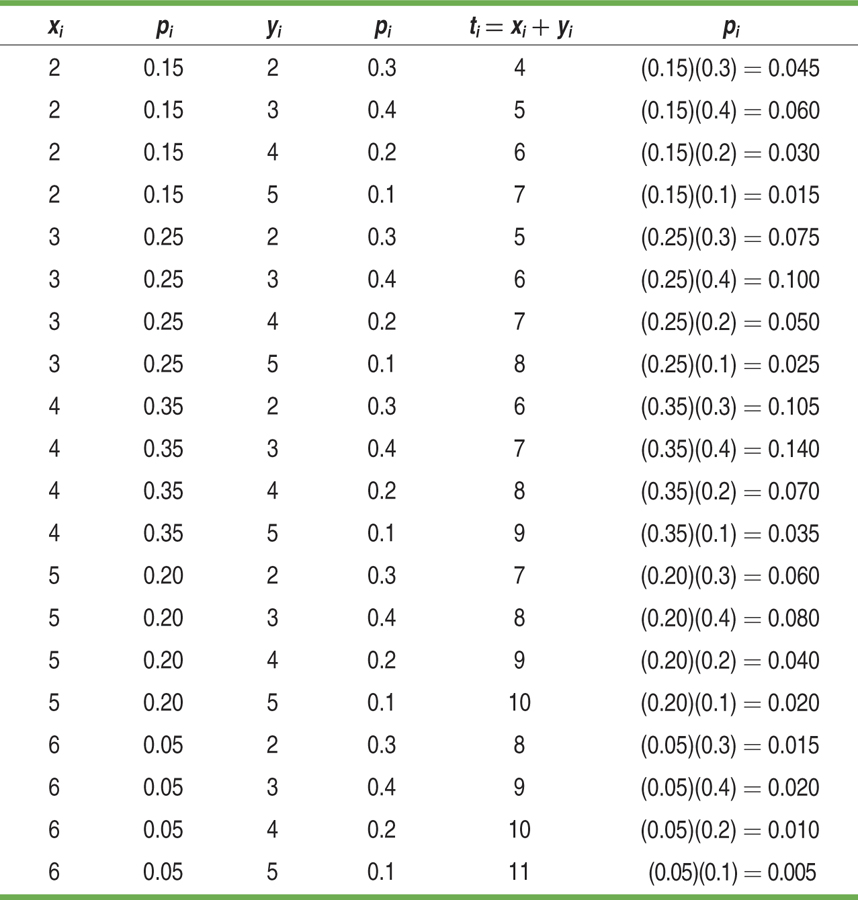 xᵢ pᵢ yᵢ pᵢ tᵢ = xᵢ + yᵢ pᵢ
2 0.15 2 0.3 4 (0.15)(0.3) = 0.045
2 0.15 3 0.4 5 (0.15)(0.4) = 0.060
2 0.15 4 0.2 6 (0.15)(0.2) = 0.030
2 0.15 5 0.1 7 (0.15)(0.1) = 0.015
3 0.25 2 0.3 5 (0.25)(0.3) = 0.075
3 0.25 3 0.4 6 (0.25)(0.4) = 0.100
3 0.25 4 0.2 7 (0.25)(0.2) = 0.050
3 0.25 5 0.1 8 (0.25)(0.1) = 0.025
4 0.35 2 0.3 6 (0.35)(0.3) = 0.105
4 0.35 3 0.4 7 (0.35)(0.4) = 0.140
4 0.35 4 0.2 8 (0.35)(0.2) = 0.070
4 0.35 5 0.1 9 (0.35)(0.1) = 0.035
5 0.20 2 0.3 7 (0.20)(0.3) = 0.060
5 0.20 3 0.4 8 (0.20)(0.4) = 0.080
5 0.20 4 0.2 9 (0.20)(0.2) = 0.040
5 0.20 5 0.1 10 (0.20)(0.1) = 0.020
6 0.05 2 0.3 8 (0.05)(0.3) = 0.015
6 0.05 3 0.4 9 (0.05)(0.4) = 0.020
6 0.05 4 0.2 10 (0.05)(0.2) = 0.010
6 0.05 5 0.1 11 (0.05)(0.1) = 0.005